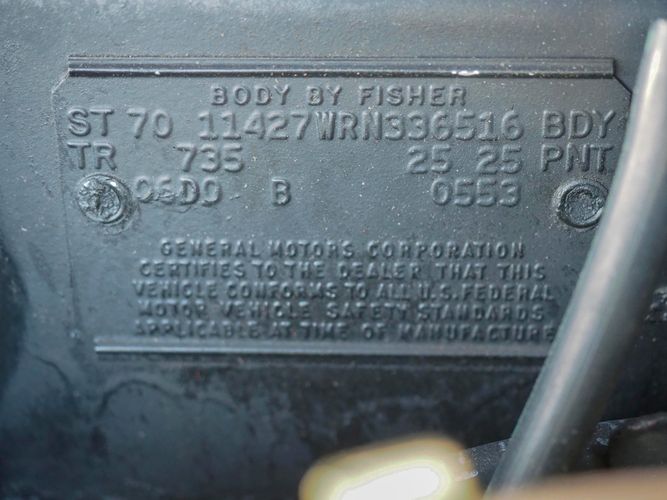 BODY BY FISHER
ST 70 11427WRN336516 BDY
TR 735 25 25 PNT
06D0 B 0553
GENERAL MOTORS CORPORATION
CERTIFIES TO THE DEALER THAT THIS
VEHICLE CONFORMS TO ALL U.S. FEDERAL
MOTOR VEHICLE SAFETY STANDARDS
APPLICABLE AT TIME OF MANUFACTURE